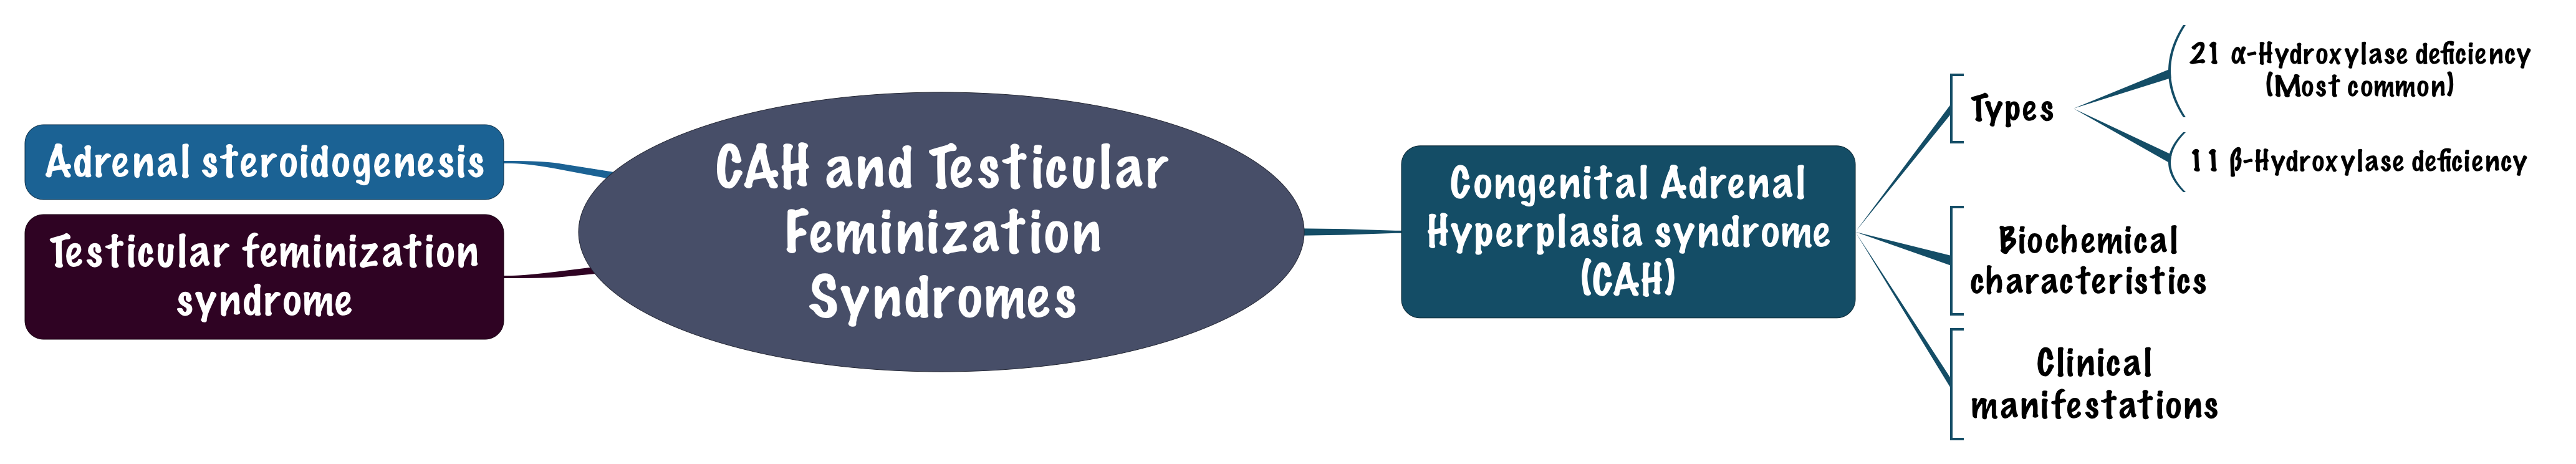 Adrenal steroidogenesis
Testicular feminization
syndrome
CAH and Testicular
Feminization
Syndromes
Congenital Adrenal
Hyperplasia syndrome
(CAH)
Types
21 α-Hydroxylase deficiency
(Most common)
11 β-Hydroxylase deficiency
Biochemical
characteristics
Clinical
manifestations